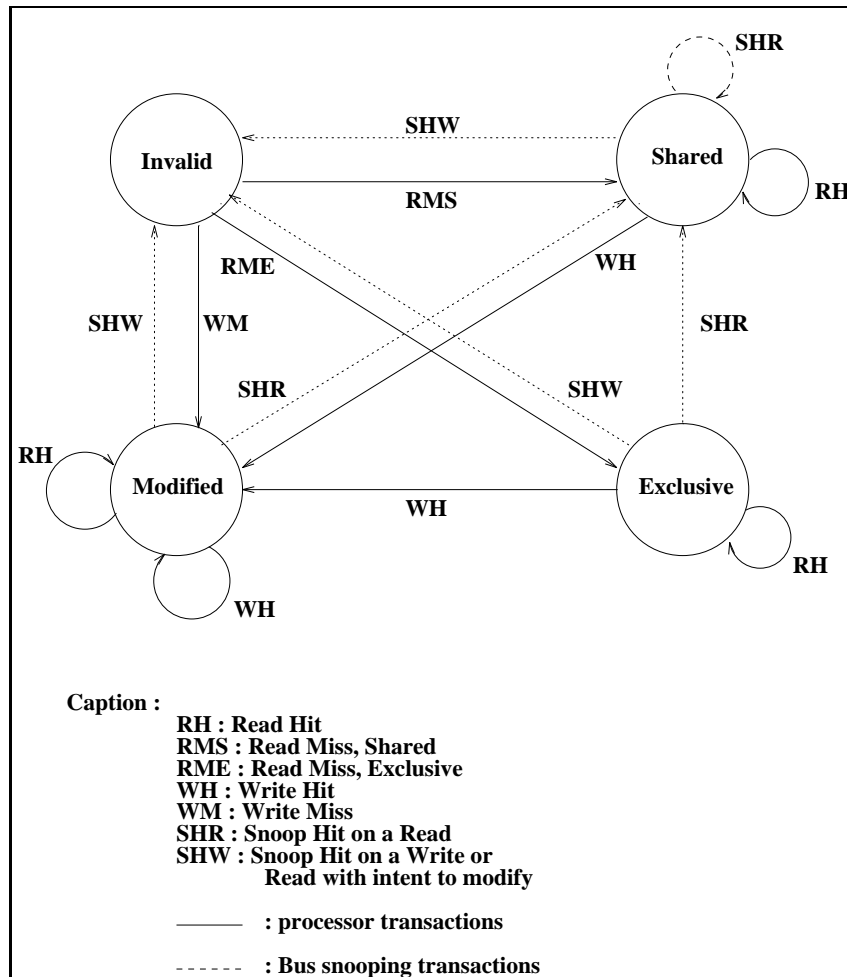 SHR
SHW
Invalid
Shared
RMS
RH
RME
WH
SHW
WM
SHR
SHR
SHW
RH
Modified
Exclusive
WH
RH
WH
Caption :
RH : Read Hit
RMS : Read Miss, Shared
RME : Read Miss, Exclusive
WH : Write Hit
WM : Write Miss
SHR : Snoop Hit on a Read
SHW : Snoop Hit on a Write or
Read with intent to modify
: processor transactions
: Bus snooping transactions